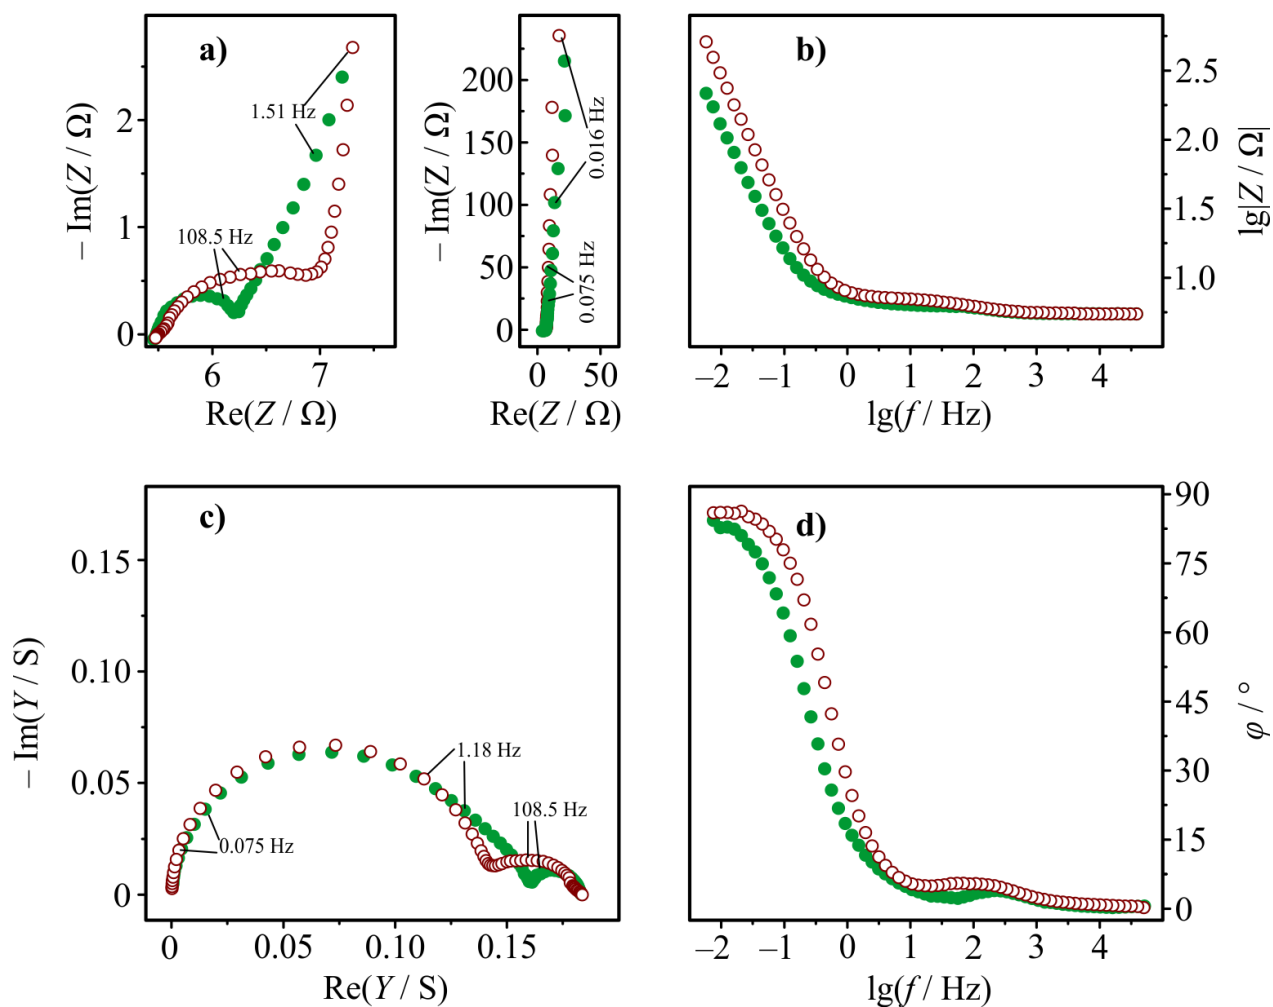 a)
− Im(Z / Ω)
2
1
0
1.51 Hz
108.5 Hz
6
7
Re(Z / Ω)
− Im(Z / Ω)
200
150
100
50
0
0.016 Hz
0.075 Hz
0
50
Re(Z / Ω)
b)
2.5
2.0
1.5
1.0
lg|Z / Ω|
−2
−1
0
1
2
3
4
lg(f / Hz)
c)
− Im(Y / S)
0.15
0.10
0.05
0
1.18 Hz
108.5 Hz
0.075 Hz
0
0.05
0.10
0.15
Re(Y / S)
d)
90
75
60
45
30
15
0
φ / °
−2
−1
0
1
2
3
4
lg(f / Hz)